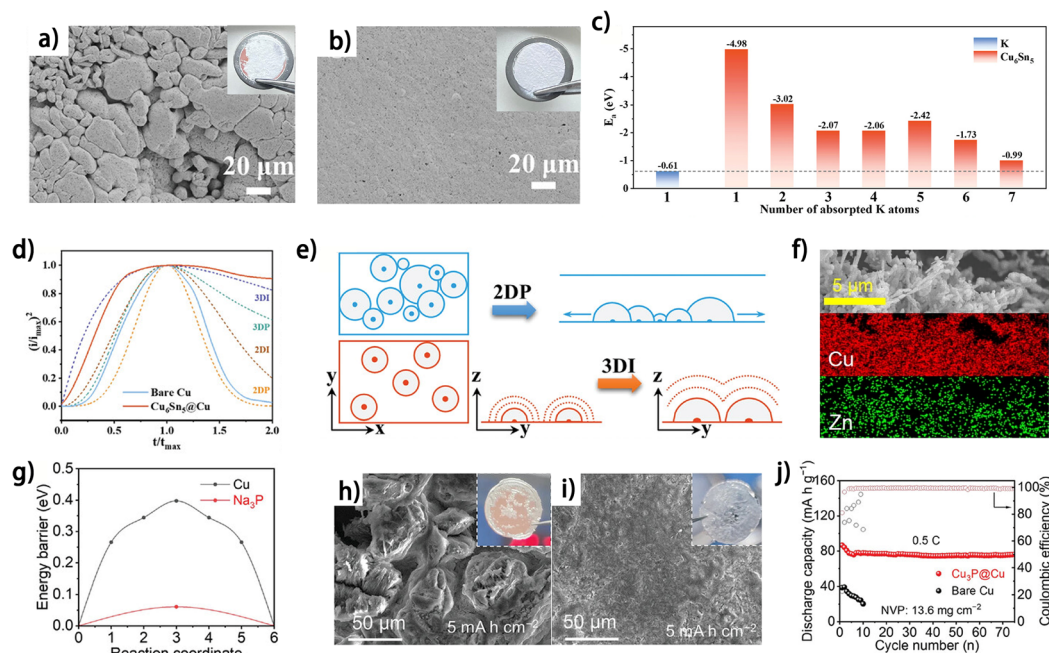 a)
20 μm
b)
20 μm
c)
K
Cu₆Sn₅
Eₐ (eV)
-5
-4
-3
-2
-1
0
-0.61
-4.98
-3.02
-2.07
-2.06
-2.42
-1.73
-0.99
1
1
2
3
4
5
6
7
Number of absorpted K atoms
d)
(i/iₘₐₓ)²
1.0
0.8
0.6
0.4
0.2
0.0
3DI
3DP
2DI
2DP
Bare Cu
Cu₆Sn₅@Cu
0.0
0.5
1.0
1.5
2.0
t/tₘₐₓ
e)
2DP
3DI
y
x
z
y
z
y
f)
5 μm
Cu
Zn
g)
Energy barrier (eV)
0.5
0.4
0.3
0.2
0.1
0.0
Cu
Na₃P
0 1 2 3 4 5 6
Reaction coordinate
h)
50 μm
5 mA h cm⁻²
i)
50 μm
5 mA h cm⁻²
j)
Discharge capacity (mA h g⁻¹)
160
120
80
40
0
0.5 C
Cu₃P@Cu
Bare Cu
NVP: 13.6 mg cm⁻²
0 10 20 30 40 50 60 70
Cycle number (n)
100
80
60
40
20
0
Coulombic efficiency (%)